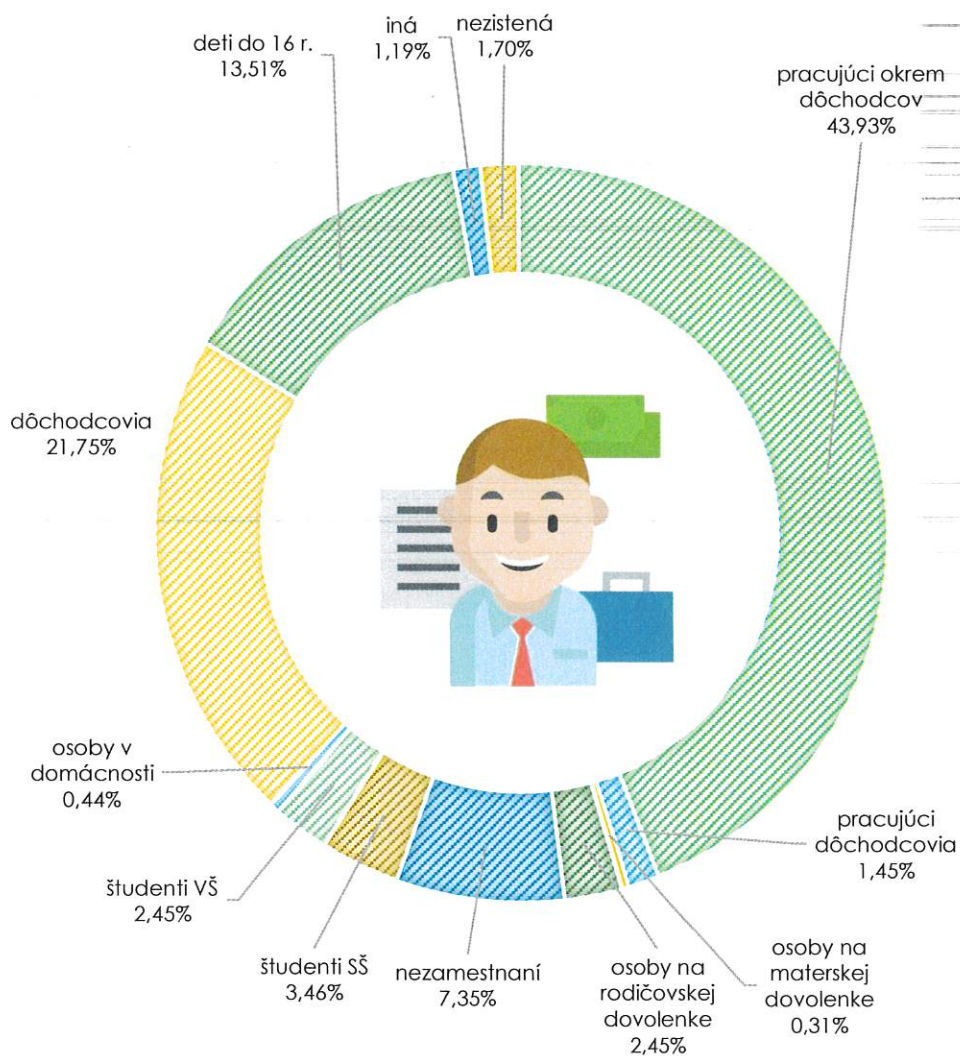 iná
1,19%
nezistená
1,70%
deti do 16 r.
13,51%
pracujúci okrem
dôchodcov
43,93%
dôchodcovia
21,75%
osoby v
domácnosti
0,44%
pracujúci
dôchodcovia
1,45%
študenti VŠ
2,45%
študenti SŠ
3,46%
nezamestnaní
7,35%
osoby na
rodičovskej
dovolenke
2,45%
osoby na
materskej
dovolenke
0,31%